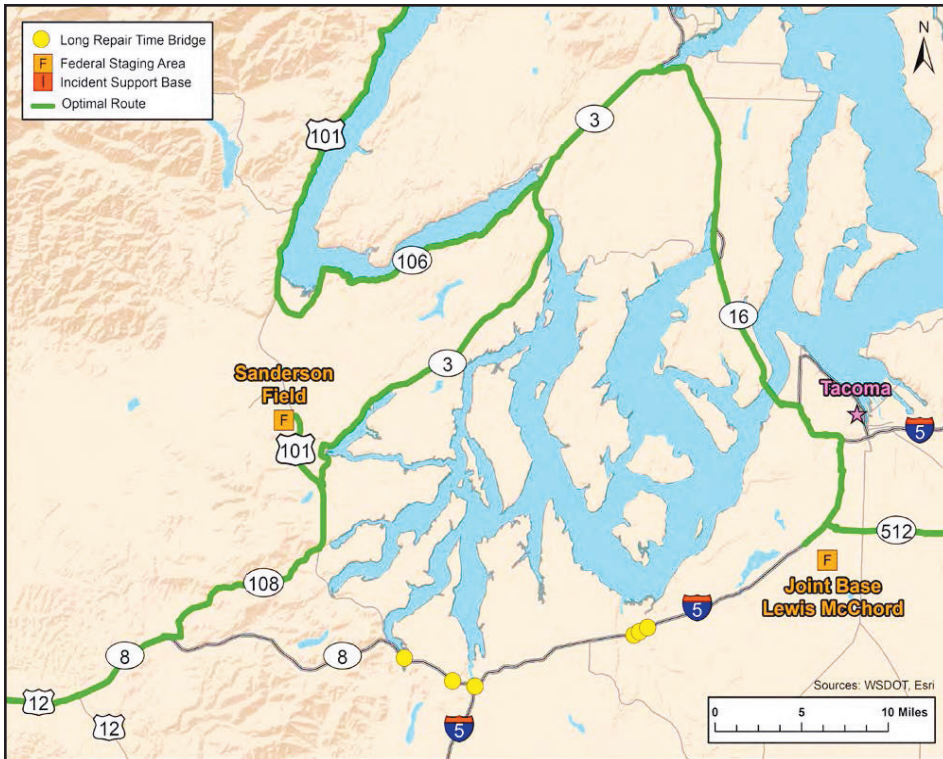 Long Repair Time Bridge
F Federal Staging Area
I Incident Support Base
Optimal Route
N
101
3
106
16
3
Sanderson
Field
F
101
Tacoma
5
512
F
Joint Base
Lewis McChord
108
5
8
8
12
12
5
Sources: WSDOT, Esri
0 5 10 Miles